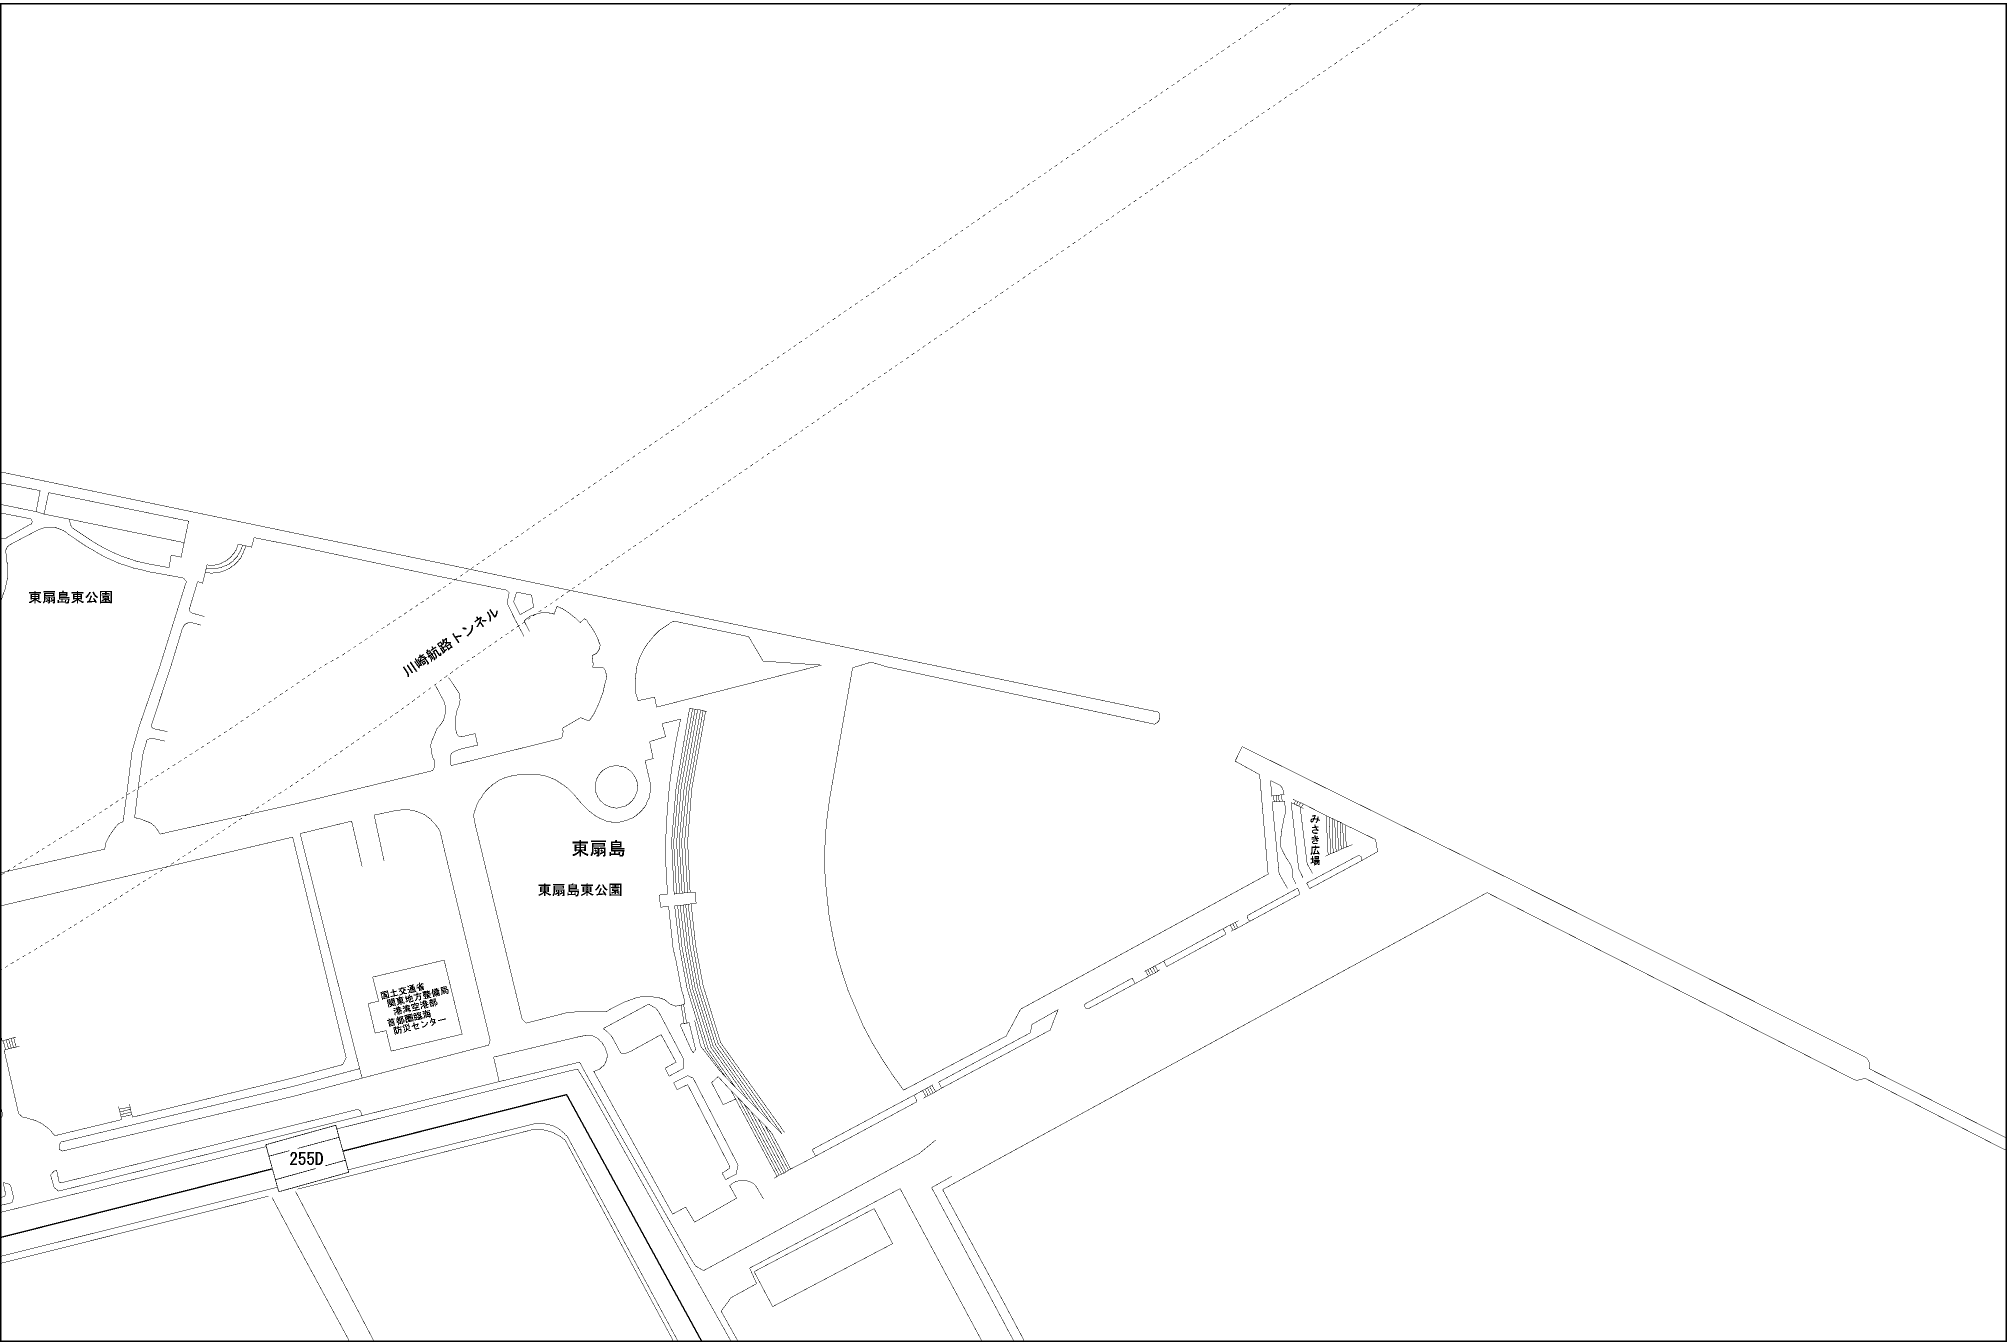 東扇島東公園
川崎航路トンネル
みさき広場
東扇島
東扇島東公園
国土交通省
関東地方整備局
港湾空港部
首都圏臨海
防災センター
255D